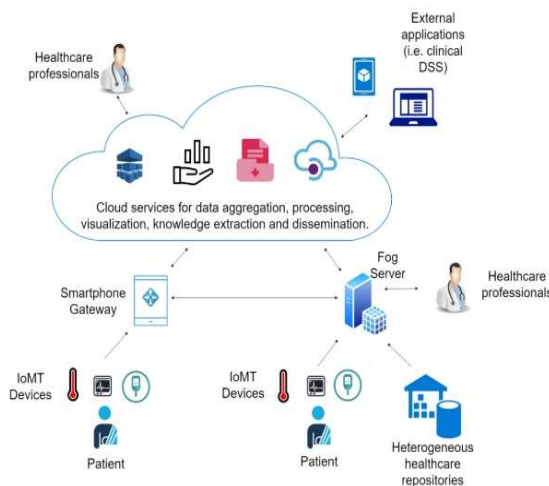 External
applications
(i.e. clinical
DSS)
Healthcare
professionals
Cloud services for data aggregation, processing,
visualization, knowledge extraction and dissemination.
Fog
Server
Smartphone
Gateway
Healthcare
professionals
IoMT
Devices
Patient
IoMT
Devices
Patient
Heterogeneous
healthcare
repositories